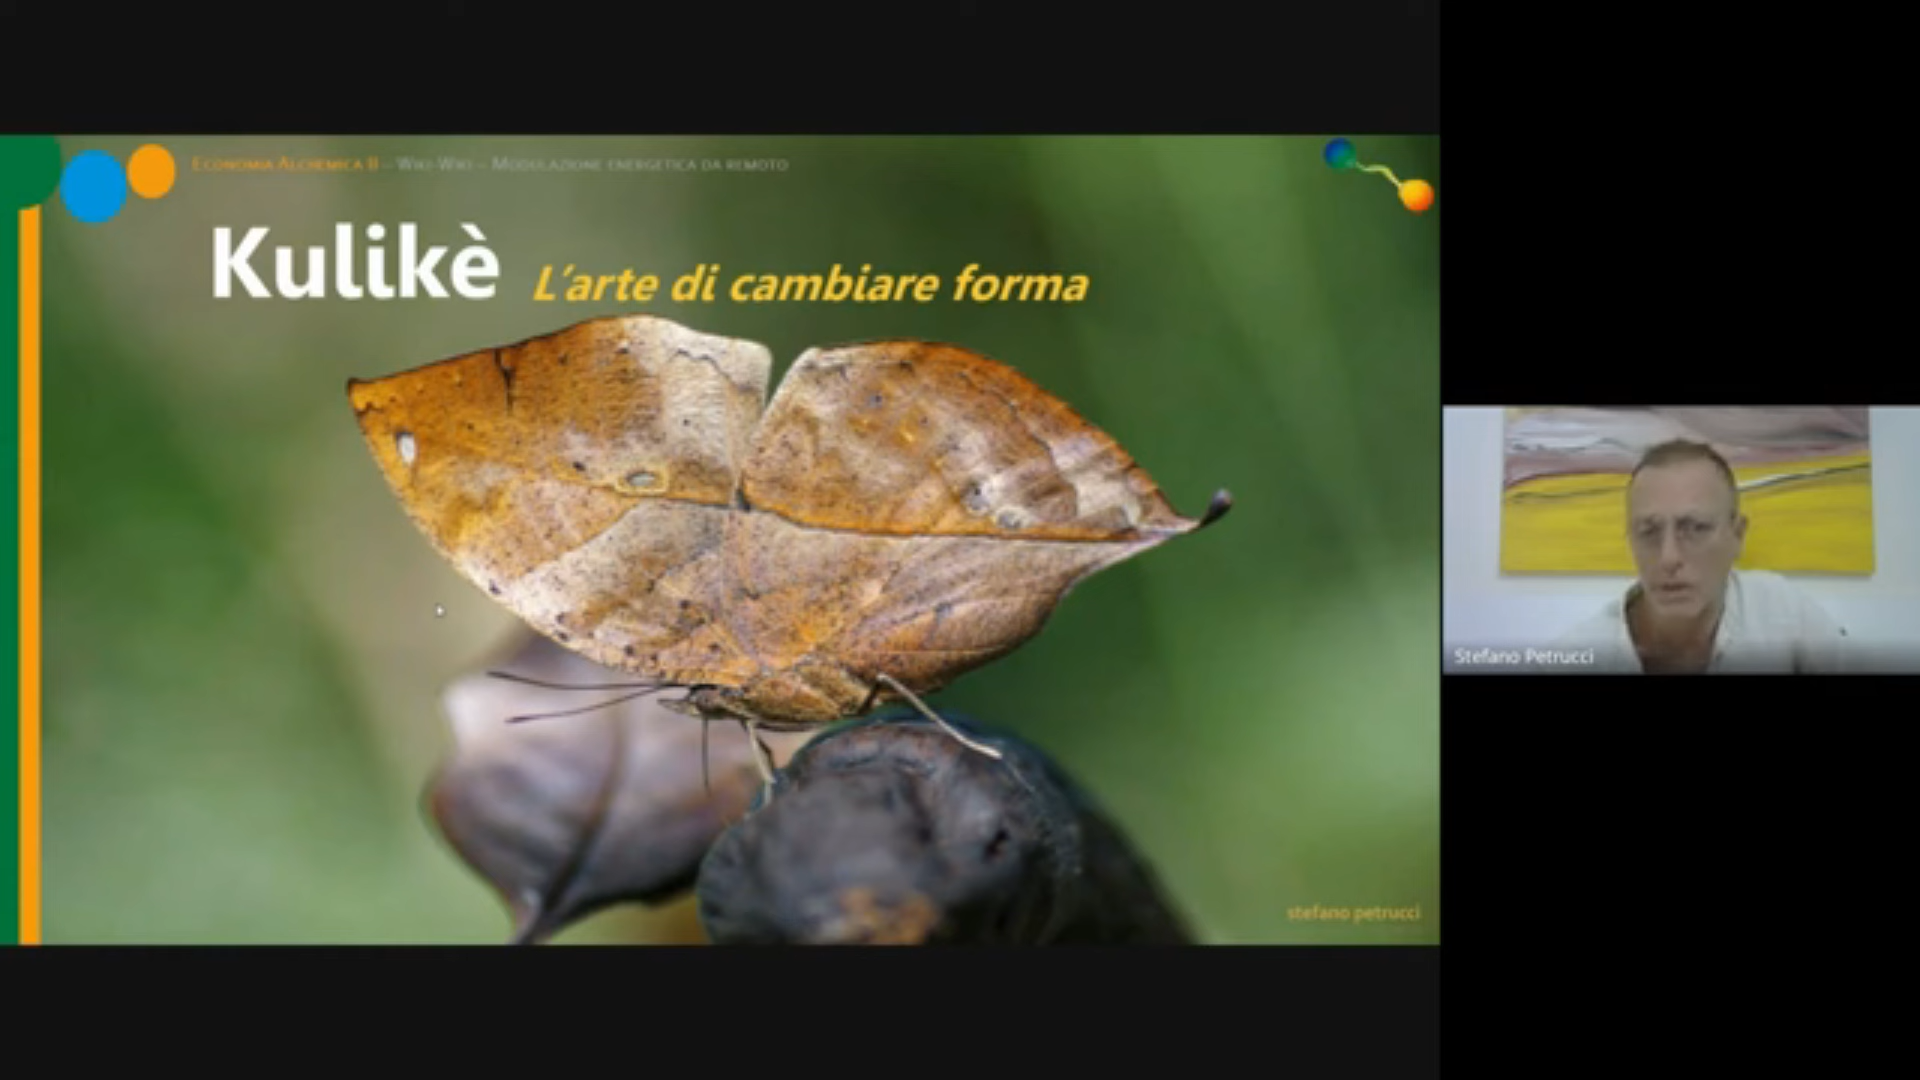 Economia Alchemica II – Wiki-Wiki – Modulazione energetica da remoto
Kulikè L'arte di cambiare forma
Stefano Petrucci
stefano petrucci